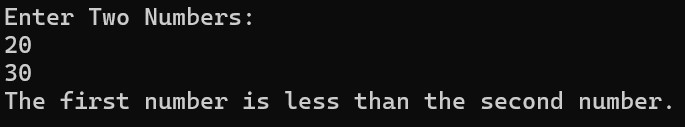 Enter Two Numbers:
20
30
The first number is less than the second number.